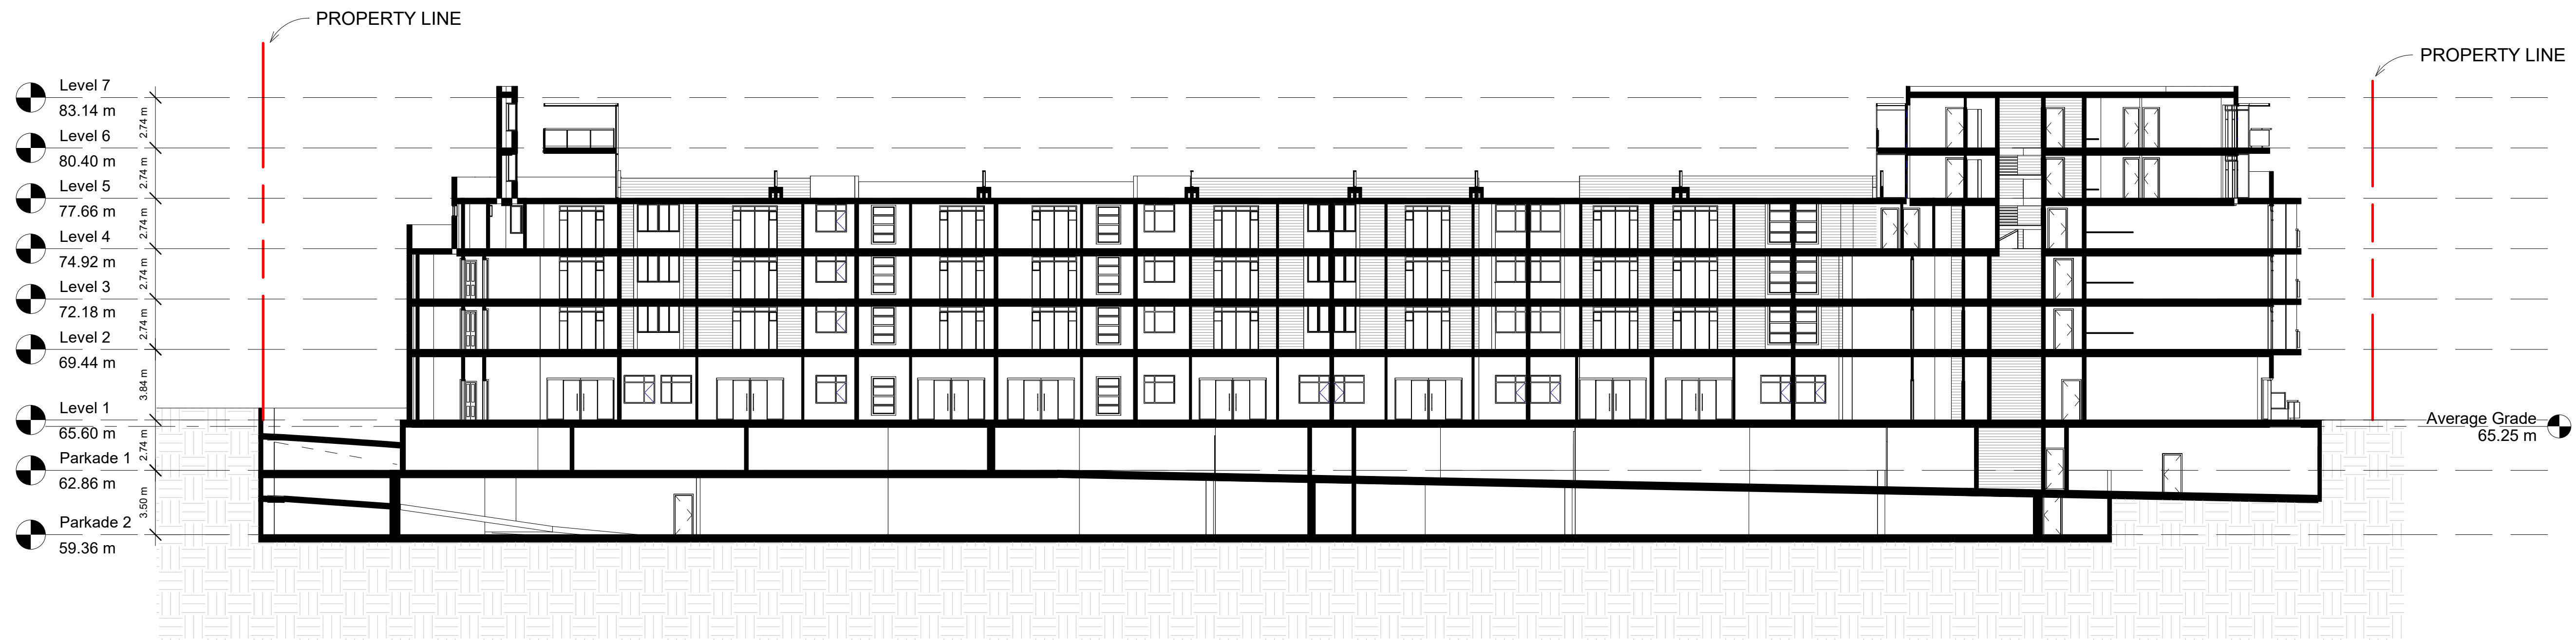 PROPERTY LINE
PROPERTY LINE
Level 7
83.14 m
2.74 m
Level 6
80.40 m
2.74 m
Level 5
77.66 m
2.74 m
Level 4
74.92 m
2.74 m
Level 3
72.18 m
2.74 m
Level 2
69.44 m
3.84 m
Level 1
65.60 m
2.74 m
Parkade 1
62.86 m
3.50 m
Parkade 2
59.36 m
Average Grade
65.25 m